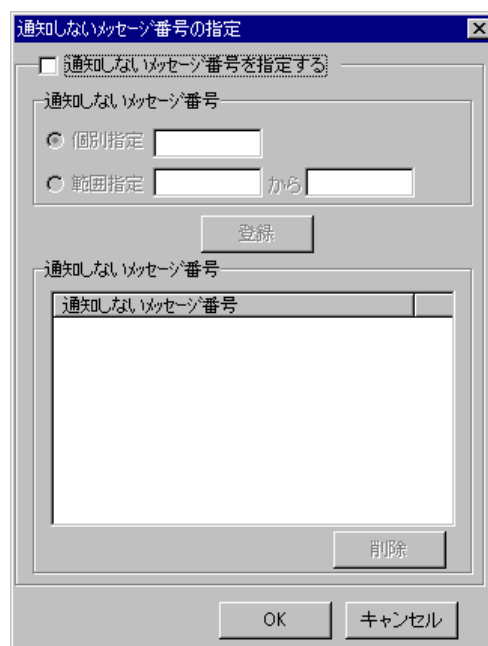 通知しないメッセージ番号の指定
通知しないメッセージ番号を指定する
通知しないメッセージ番号
個別指定
範囲指定 から
登録
通知しないメッセージ番号
通知しないメッセージ番号
削除
OK キャンセル